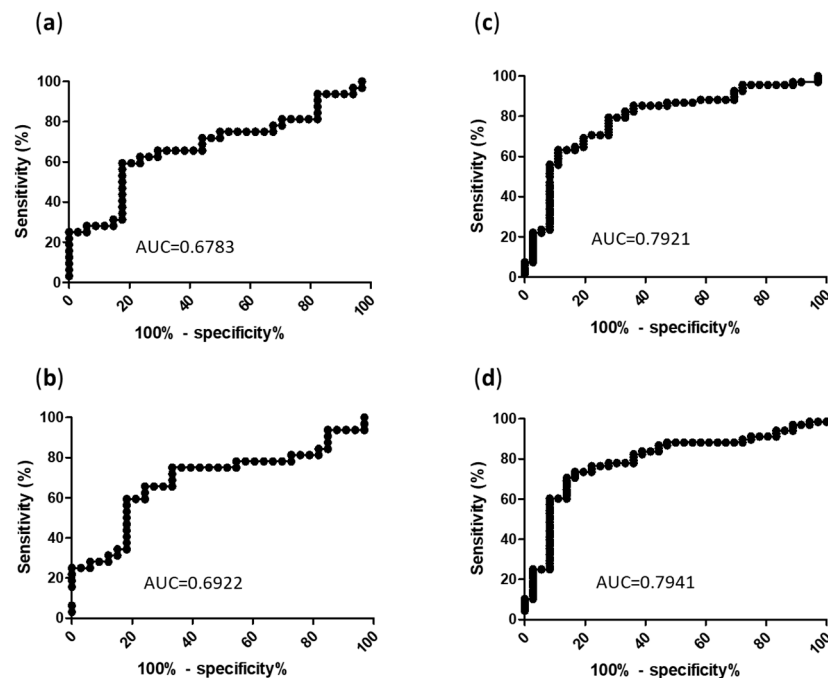 (a)
Sensitivity (%)
100
80
60
40
20
0
AUC=0.6783
0 20 40 60 80 100
100% - specificity%
(c)
Sensitivity (%)
100
80
60
40
20
0
AUC=0.7921
0 20 40 60 80 100
100% - specificity%
(b)
Sensitivity (%)
100
80
60
40
20
0
AUC=0.6922
0 20 40 60 80 100
100% - specificity%
(d)
Sensitivity (%)
100
80
60
40
20
0
AUC=0.7941
0 20 40 60 80 100
100% - specificity%